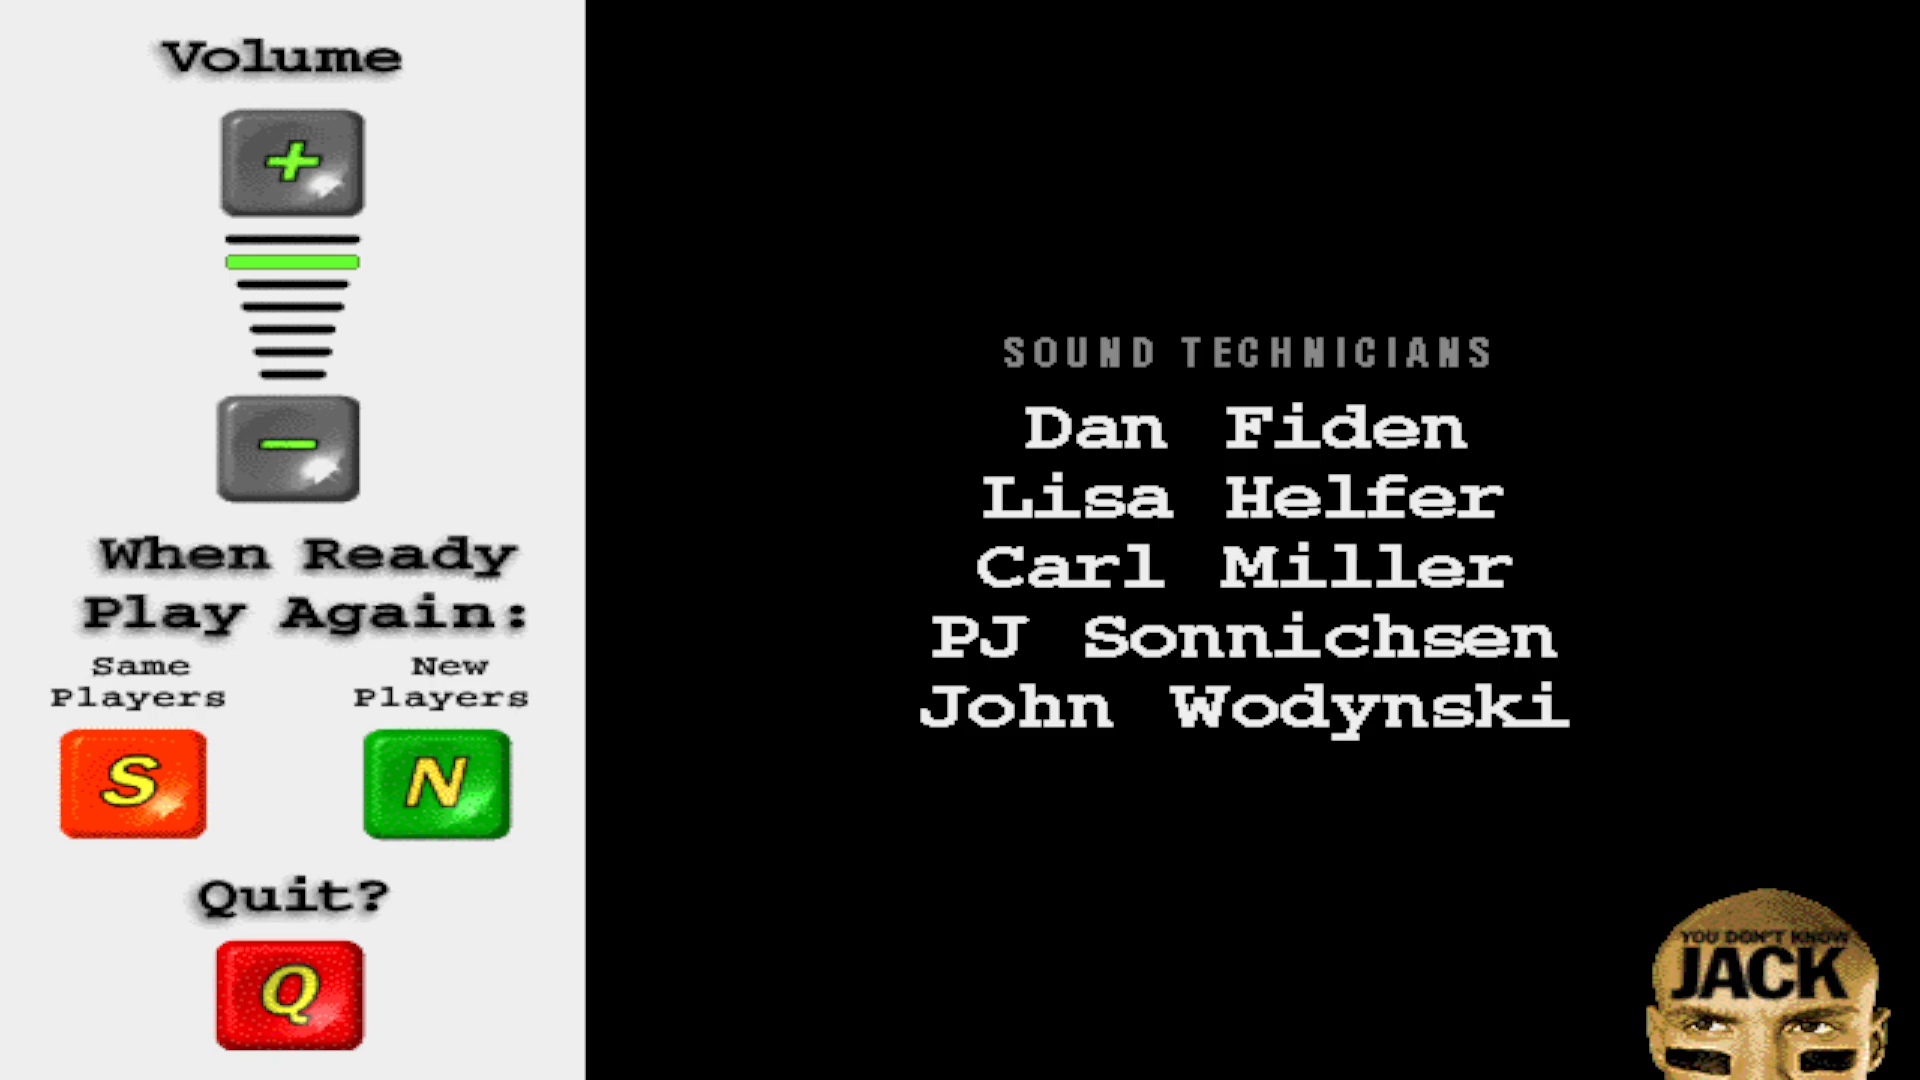 Volume
+
-
When Ready
Play Again:
Same
Players
New
Players
S
N
Quit?
Q
SOUND TECHNICIANS
Dan Fiden
Lisa Helfer
Carl Miller
PJ Sonnichsen
John Wodynski
YOU DON'T KNOW
JACK